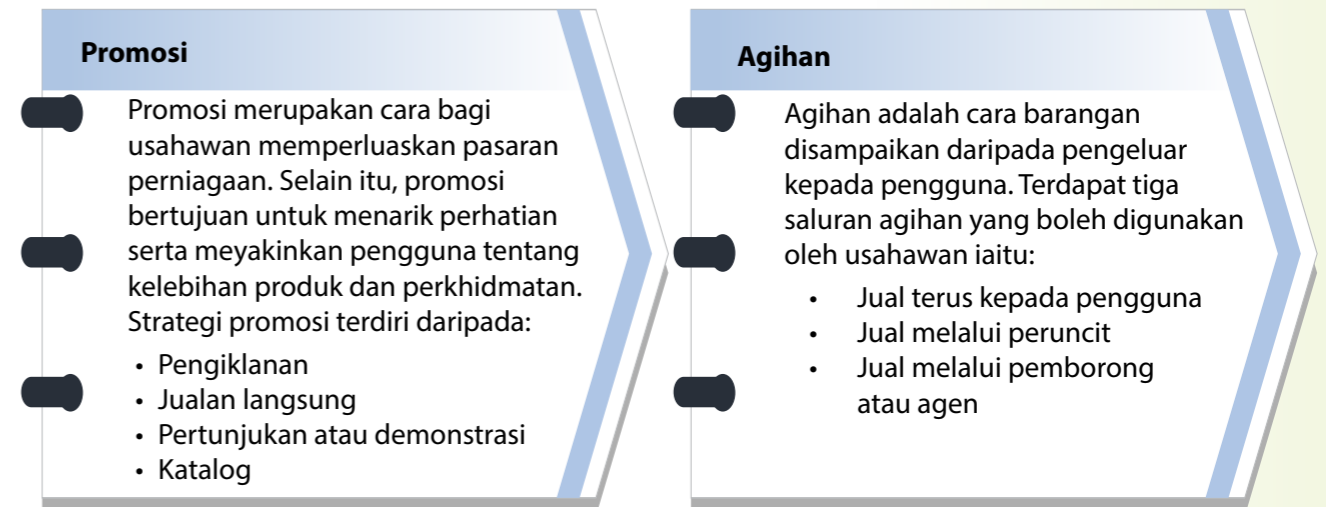 Promosi
Promosi merupakan cara bagi
usahawan memperluaskan pasaran
perniagaan. Selain itu, promosi
bertujuan untuk menarik perhatian
serta meyakinkan pengguna tentang
kelebihan produk dan perkhidmatan.
Strategi promosi terdiri daripada:
• Pengiklanan
• Jualan langsung
• Pertunjukan atau demonstrasi
• Katalog
Agihan
Agihan adalah cara barangan
disampaikan daripada pengeluar
kepada pengguna. Terdapat tiga
saluran agihan yang boleh digunakan
oleh usahawan iaitu:
• Jual terus kepada pengguna
• Jual melalui peruncit
• Jual melalui pemborong
atau agen